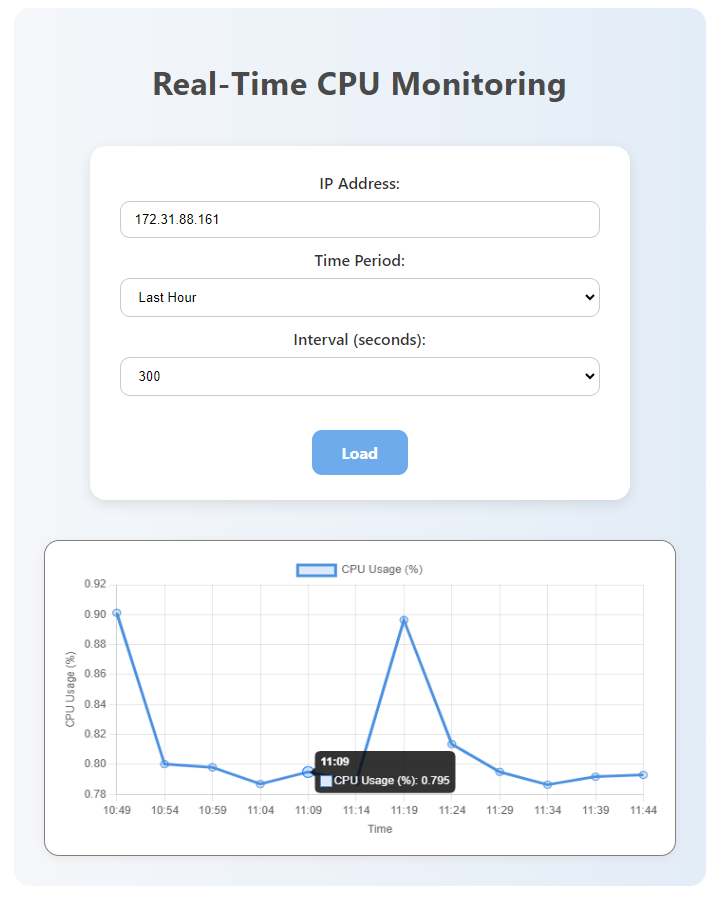 Real-Time CPU Monitoring
IP Address:
172.31.88.161
Time Period:
Last Hour
Interval (seconds):
300
Load
CPU Usage (%)
CPU Usage (%)
0.92
0.90
0.88
0.86
0.84
0.82
0.80
0.78
11:09
CPU Usage (%): 0.795
10:49 10:54 10:59 11:04 11:09 11:14 11:19 11:24 11:29 11:34 11:39 11:44
Time